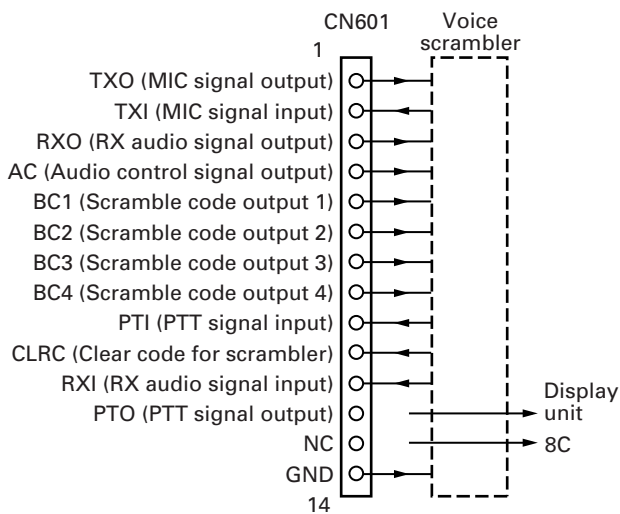 CN601
Voice
scrambler
1
TXO (MIC signal output)
TXI (MIC signal input)
RXO (RX audio signal output)
AC (Audio control signal output)
BC1 (Scramble code output 1)
BC2 (Scramble code output 2)
BC3 (Scramble code output 3)
BC4 (Scramble code output 4)
PTI (PTT signal input)
CLRC (Clear code for scrambler)
RXI (RX audio signal input)
PTO (PTT signal output)
Display
unit
NC
8C
GND
14